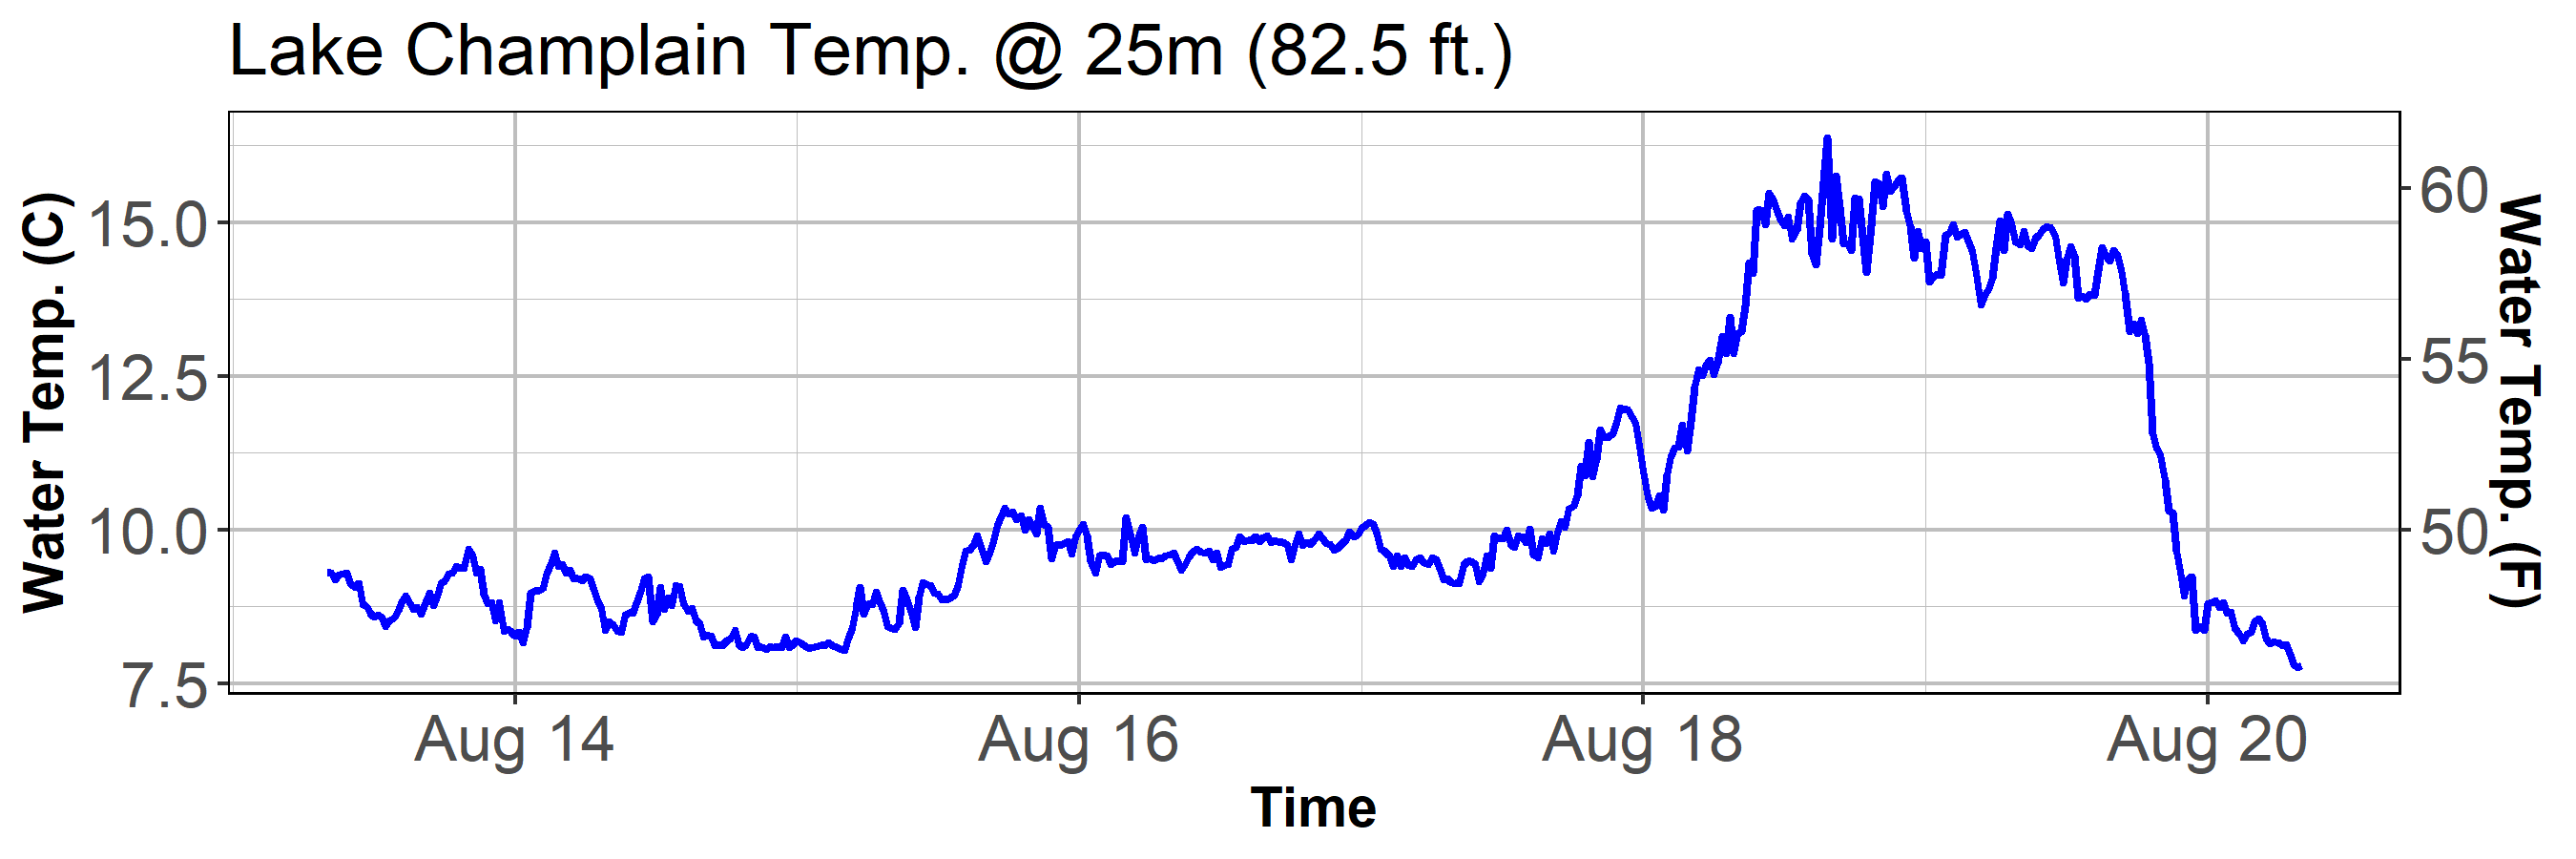 Lake Champlain Temp. @ 25m (82.5 ft.)
Water Temp. (C)
15.0
12.5
10.0
7.5
60
55
50
Water Temp. (F)
Aug 14 Aug 16 Aug 18 Aug 20
Time